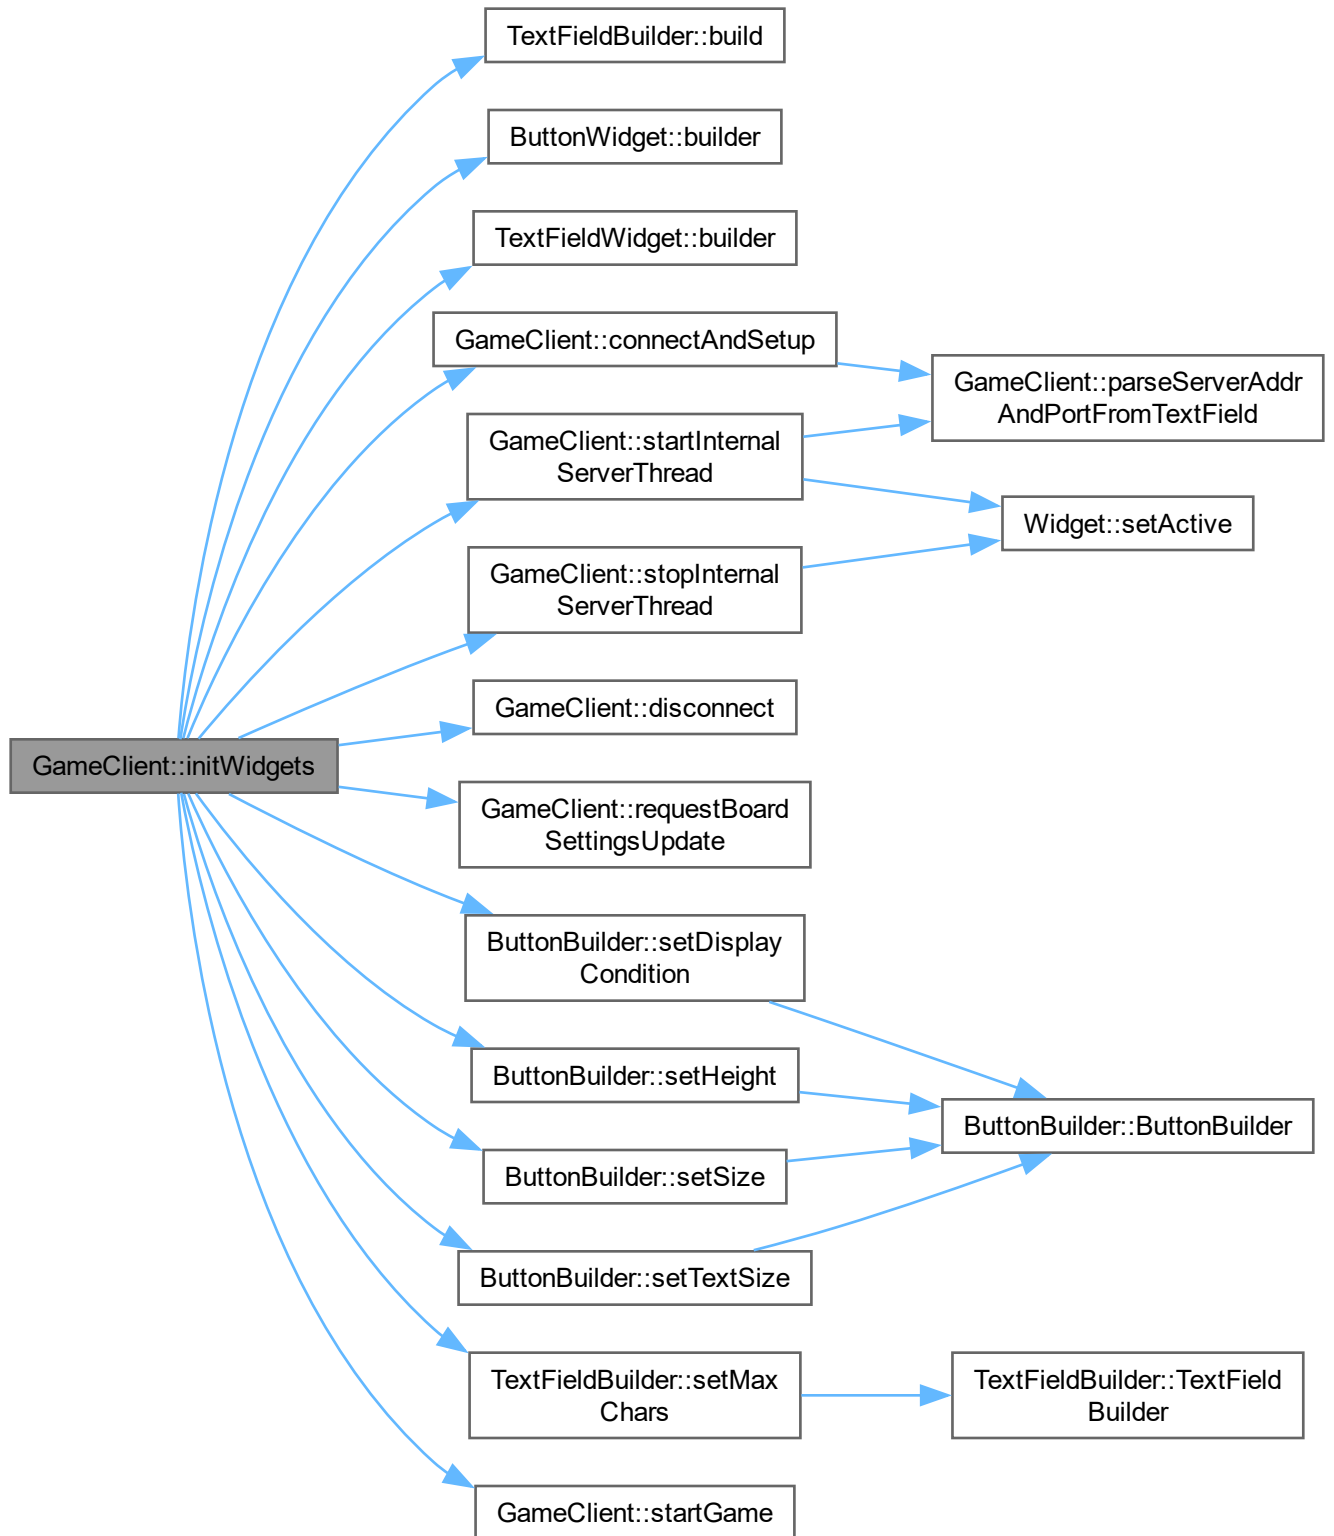 TextFieldBuilder::build
ButtonWidget::builder
TextFieldWidget::builder
GameClient::connectAndSetup
GameClient::parseServerAddr
AndPortFromTextField
GameClient::startInternal
ServerThread
Widget::setActive
GameClient::stopInternal
ServerThread
GameClient::disconnect
GameClient::initWidgets
GameClient::requestBoard
SettingsUpdate
ButtonBuilder::setDisplay
Condition
ButtonBuilder::setHeight
ButtonBuilder::ButtonBuilder
ButtonBuilder::setSize
ButtonBuilder::setTextSize
TextFieldBuilder::setMax
Chars
TextFieldBuilder::TextField
Builder
GameClient::startGame